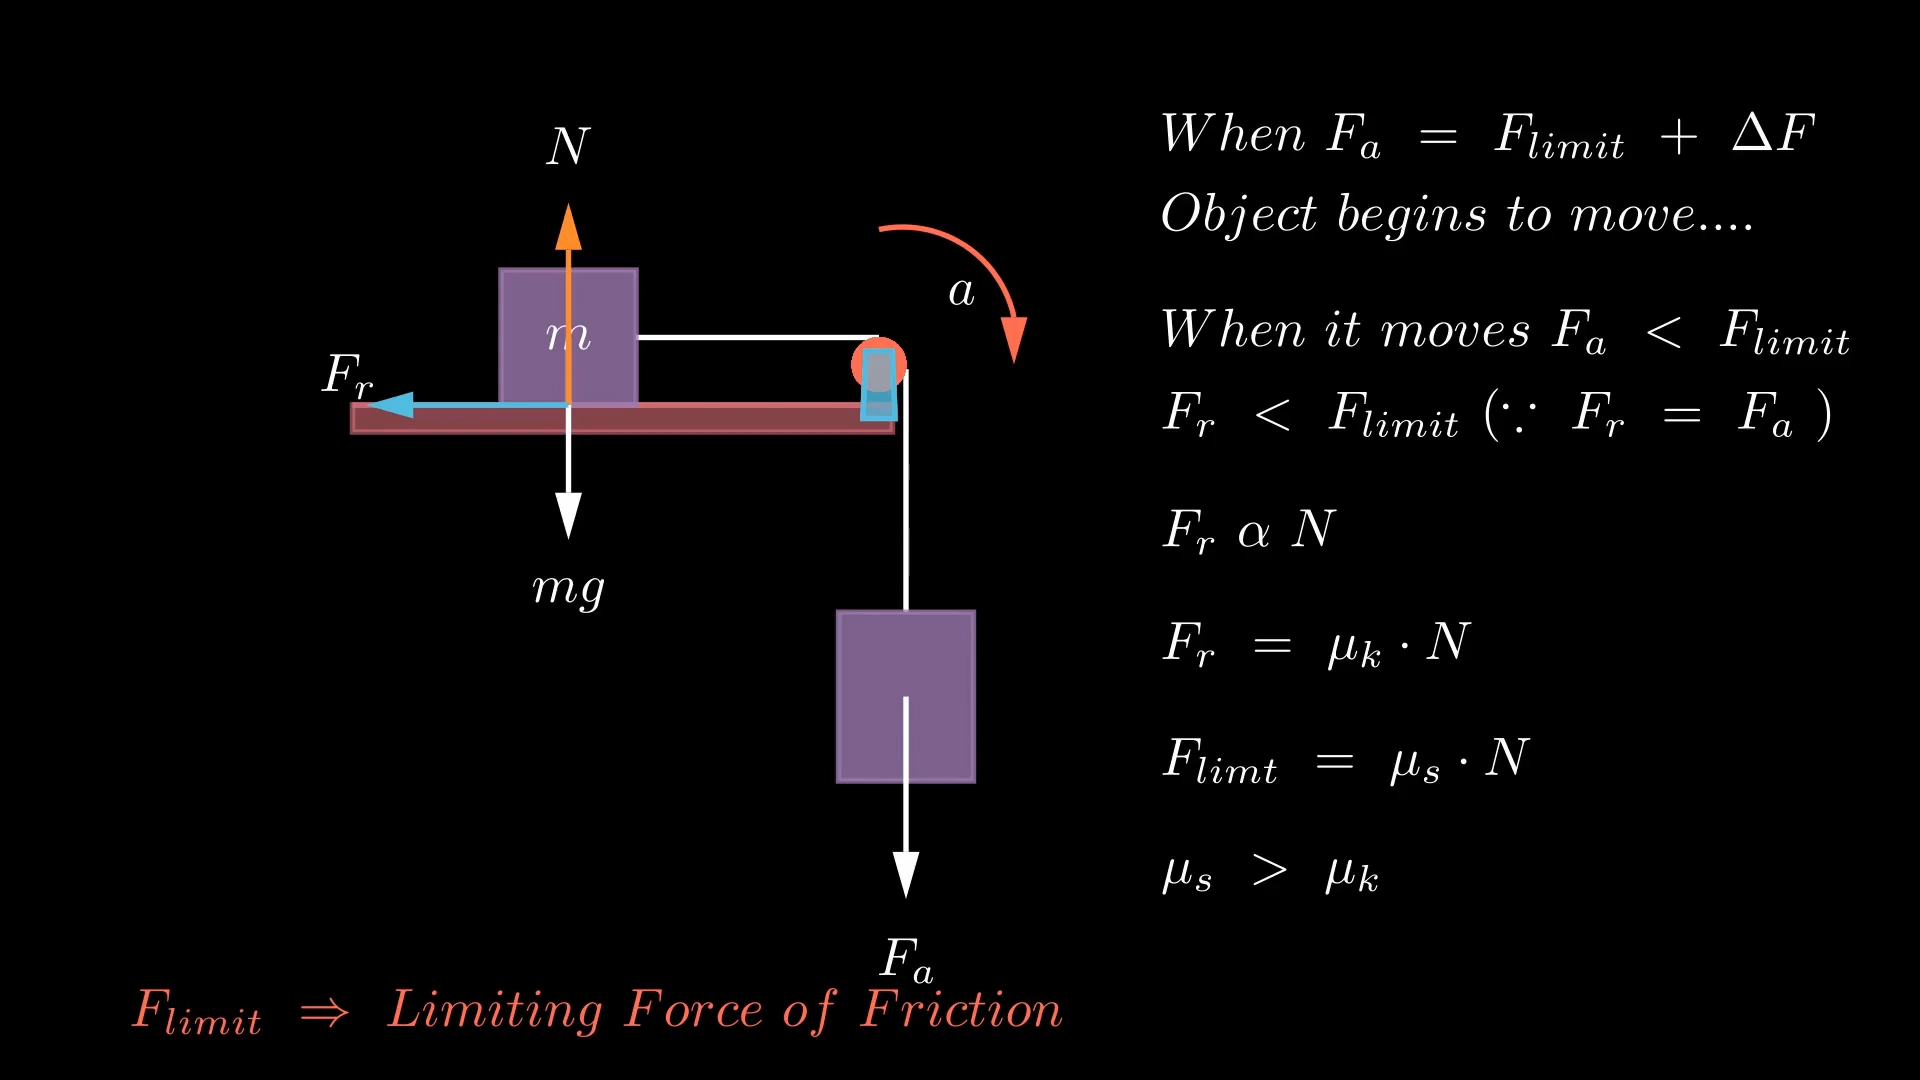 N
a
m
F_r
mg
F_a
When F_a = F_limit + ΔF
Object begins to move....
When it moves F_a < F_limit
F_r < F_limit (∵ F_r = F_a )
F_r α N
F_r = μ_k · N
F_limt = μ_s · N
μ_s > μ_k
F_limit ⇒ Limiting Force of Friction